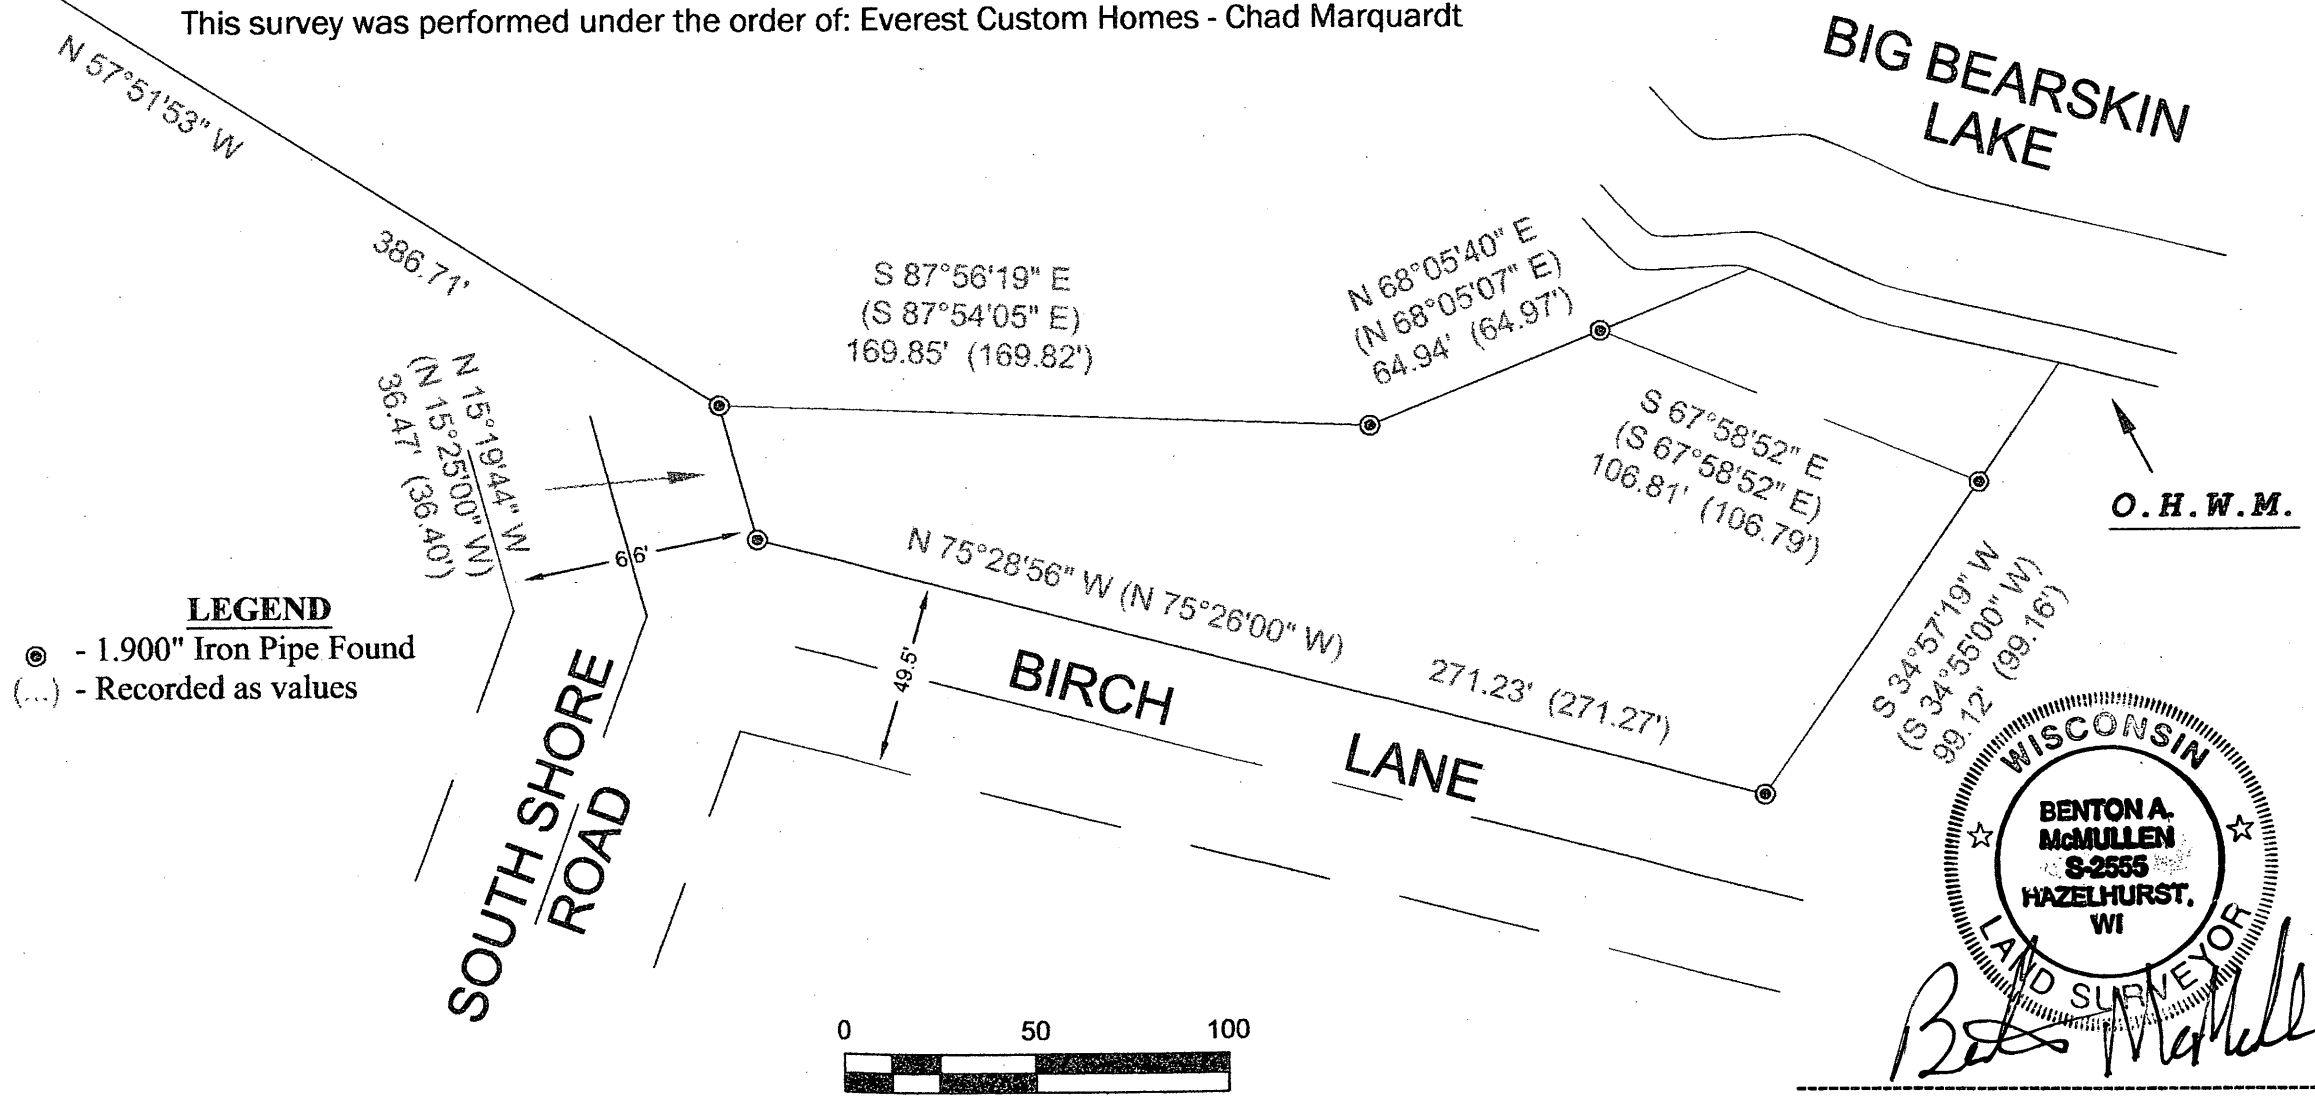 This survey was performed under the order of: Everest Custom Homes - Chad Marquardt
BIG BEARSKIN
LAKE
N 57°51'53" W
386.71'
S 87°56'19" E
(S 87°54'05" E)
169.85' (169.82')
N 68°05'40" E
(N 68°05'07" E)
64.94' (64.97')
N 15°19'44" W
(N 15°25'00" W)
36.47' (36.40')
S 67°58'52" E
(S 67°58'52" E)
106.81' (106.79')
O.H.W.M.
66'
N 75°28'56" W (N 75°26'00" W)
271.23' (271.27')
S 34°57'19" W
(S 34°55'00" W)
99.12' (99.16')
LEGEND
- 1.900" Iron Pipe Found
(...) - Recorded as values
49.5'
BIRCH
LANE
SOUTH SHORE
ROAD
WISCONSIN
BENTON A.
McMULLEN
S-2555
HAZELHURST,
WI
LAND SURVEYOR
0 50 100